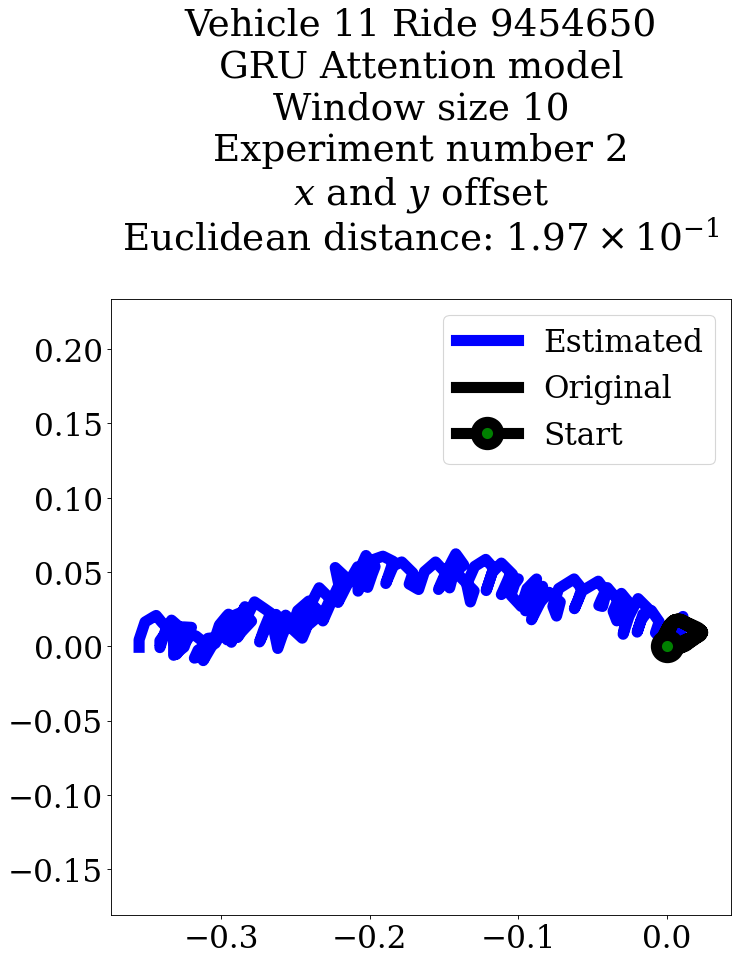 Vehicle 11 Ride 9454650
GRU Attention model
Window size 10
Experiment number 2
x and y offset
Euclidean distance: 1.97 × 10⁻¹
Estimated
Original
Start
0.20
0.15
0.10
0.05
0.00
−0.05
−0.10
−0.15
−0.3 −0.2 −0.1 0.0